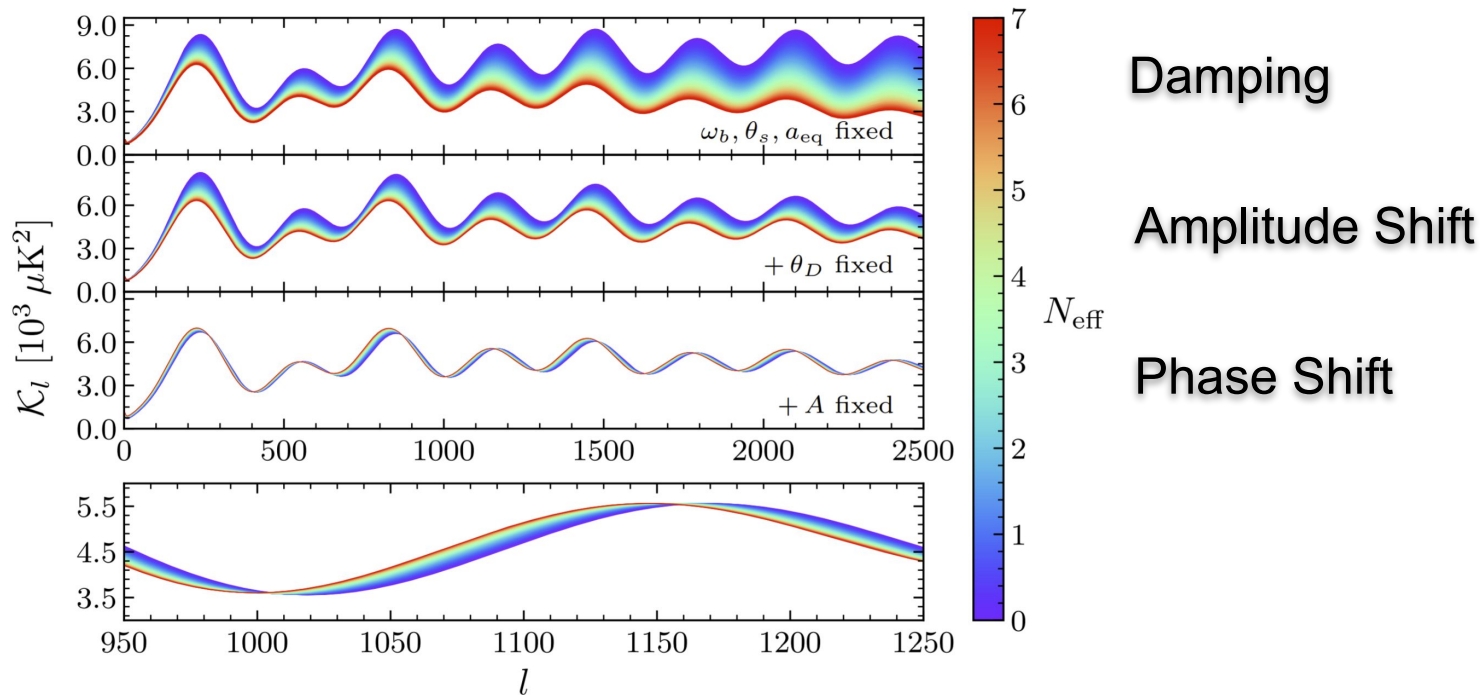 9.0
6.0
3.0
0.0
ω_b, θ_s, a_eq fixed
6.0
3.0
0.0
+ θ_D fixed
6.0
3.0
0.0
+ A fixed
0 500 1000 1500 2000 2500
𝒦_l [10³ μK²]
5.5
4.5
3.5
950 1000 1050 1100 1150 1200 1250
l
7
6
5
4
3
2
1
0
N_eff
Damping
Amplitude Shift
Phase Shift